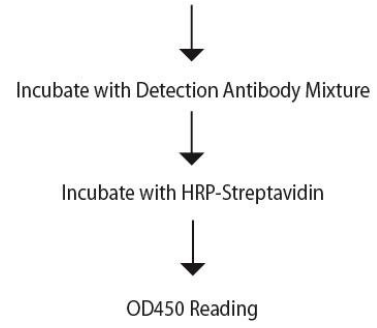 Incubate with Detection Antibody Mixture
Incubate with HRP-Streptavidin
OD450 Reading